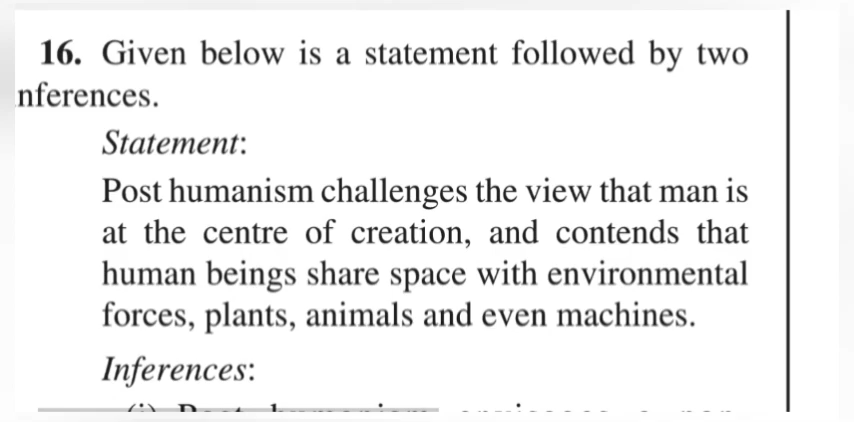 16. Given below is a statement followed by two
nferences.
Statement:
Post humanism challenges the view that man is
at the centre of creation, and contends that
human beings share space with environmental
forces, plants, animals and even machines.
Inferences: